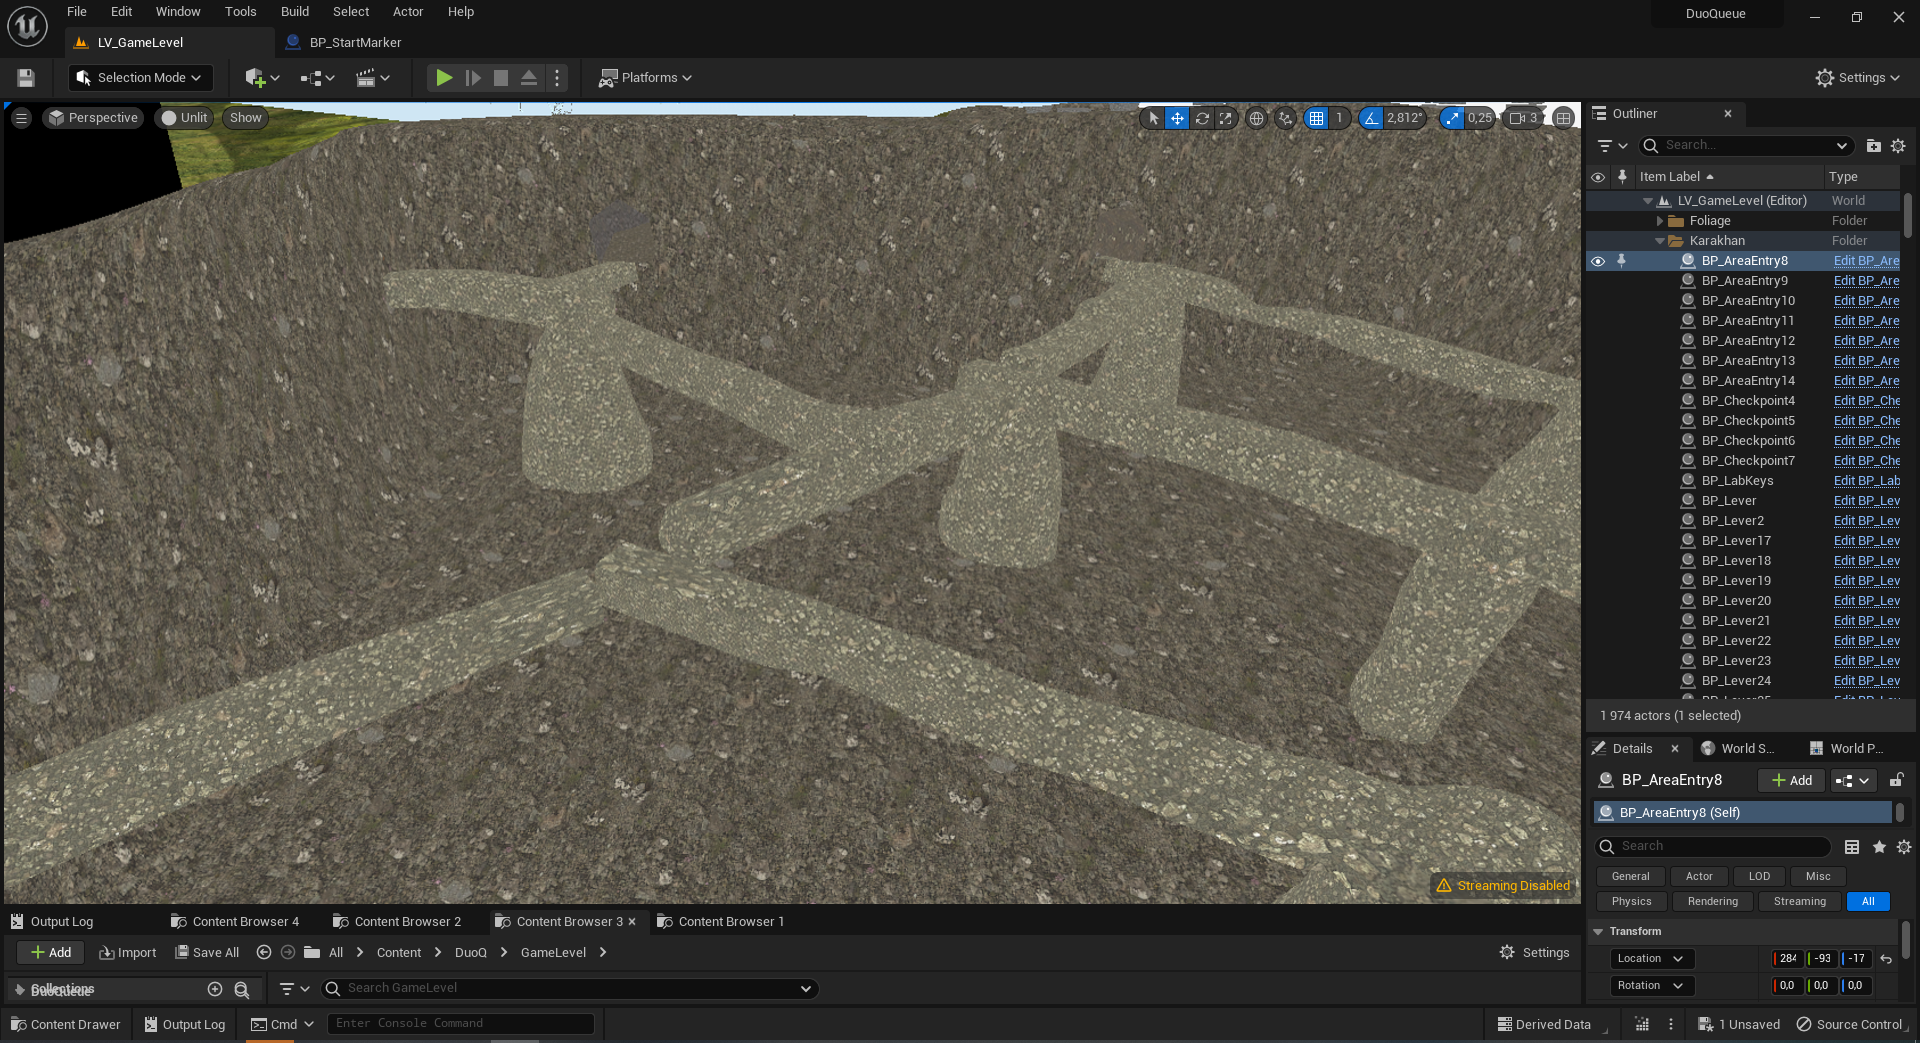 File Edit Window Tools Build Select Actor Help
DuoQueue
LV_GameLevel
BP_StartMarker
Selection Mode
Platforms
Settings
Perspective
Unlit
Show
1
2,812°
0,25
3
Outliner
Search...
Item Label
Type
LV_GameLevel (Editor) World
Foliage Folder
Karakhan Folder
BP_AreaEntry8 Edit BP_Are
BP_AreaEntry9 Edit BP_Are
BP_AreaEntry10 Edit BP_Are
BP_AreaEntry11 Edit BP_Are
BP_AreaEntry12 Edit BP_Are
BP_AreaEntry13 Edit BP_Are
BP_AreaEntry14 Edit BP_Are
BP_Checkpoint4 Edit BP_Che
BP_Checkpoint5 Edit BP_Che
BP_Checkpoint6 Edit BP_Che
BP_Checkpoint7 Edit BP_Che
BP_LabKeys Edit BP_Lab
BP_Lever Edit BP_Lev
BP_Lever2 Edit BP_Lev
BP_Lever17 Edit BP_Lev
BP_Lever18 Edit BP_Lev
BP_Lever19 Edit BP_Lev
BP_Lever20 Edit BP_Lev
BP_Lever21 Edit BP_Lev
BP_Lever22 Edit BP_Lev
BP_Lever23 Edit BP_Lev
BP_Lever24 Edit BP_Lev
1 974 actors (1 selected)
Details
World S...
World P...
BP_AreaEntry8
Add
BP_AreaEntry8 (Self)
Search
General Actor LOD Misc
Physics Rendering Streaming All
Transform
Location 284 -93 -17
Rotation 0,0 0,0 0,0
Streaming Disabled
Output Log
Content Browser 4
Content Browser 2
Content Browser 3
Content Browser 1
Add Import Save All All Content DuoQ GameLevel
Settings
Collections
DuoQueue
Search GameLevel
Content Drawer Output Log Cmd Enter Console Command
Derived Data 1 Unsaved Source Control